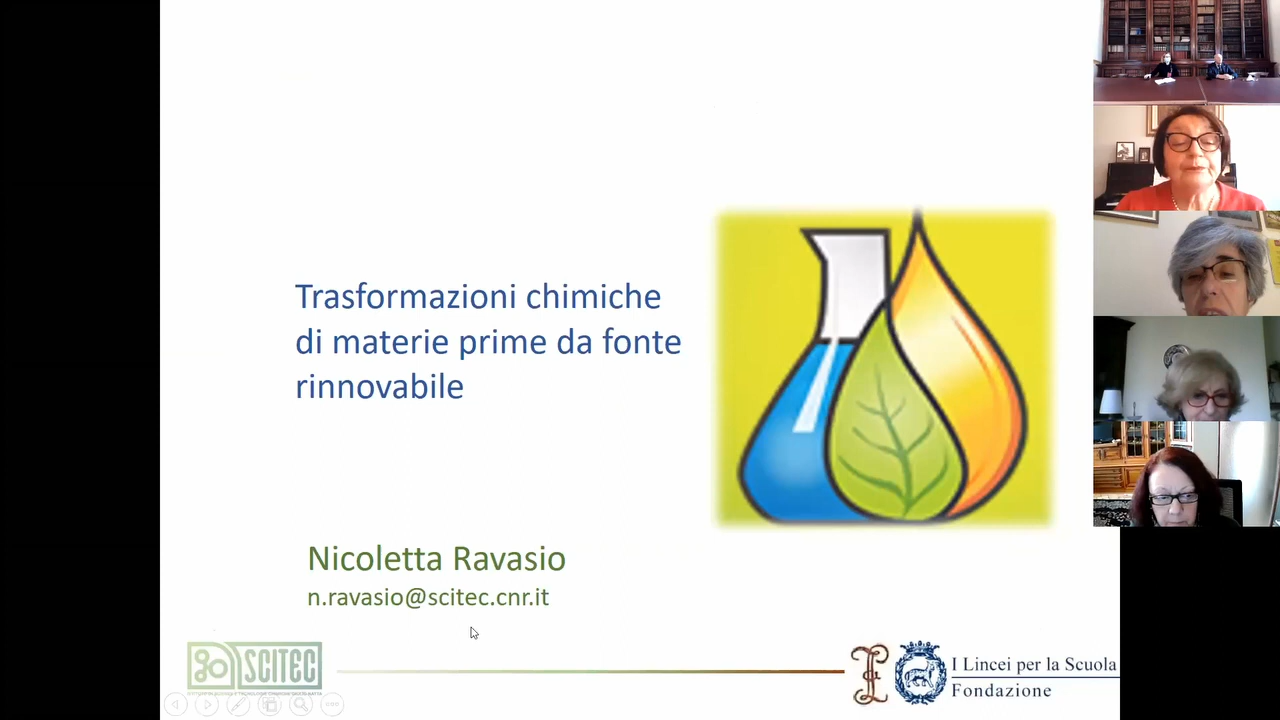 Trasformazioni chimiche
di materie prime da fonte
rinnovabile
Nicoletta Ravasio
n.ravasio@scitec.cnr.it
SCITEC
I Lincei per la Scuola
Fondazione